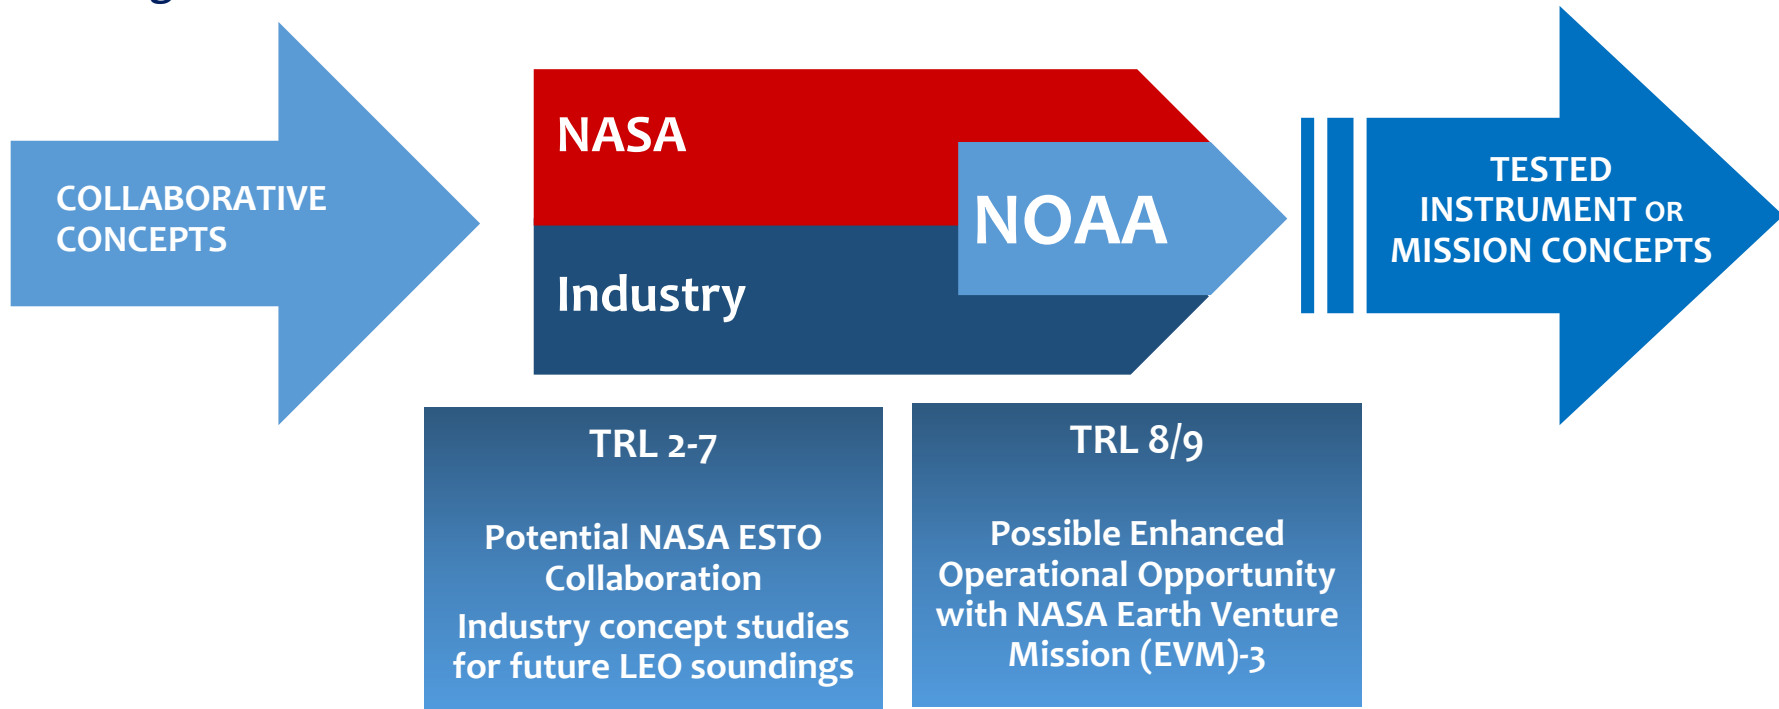 COLLABORATIVE
CONCEPTS
NASA
Industry
NOAA
TESTED
INSTRUMENT OR
MISSION CONCEPTS
TRL 2-7
Potential NASA ESTO
Collaboration
Industry concept studies
for future LEO soundings
TRL 8/9
Possible Enhanced
Operational Opportunity
with NASA Earth Venture
Mission (EVM)-3